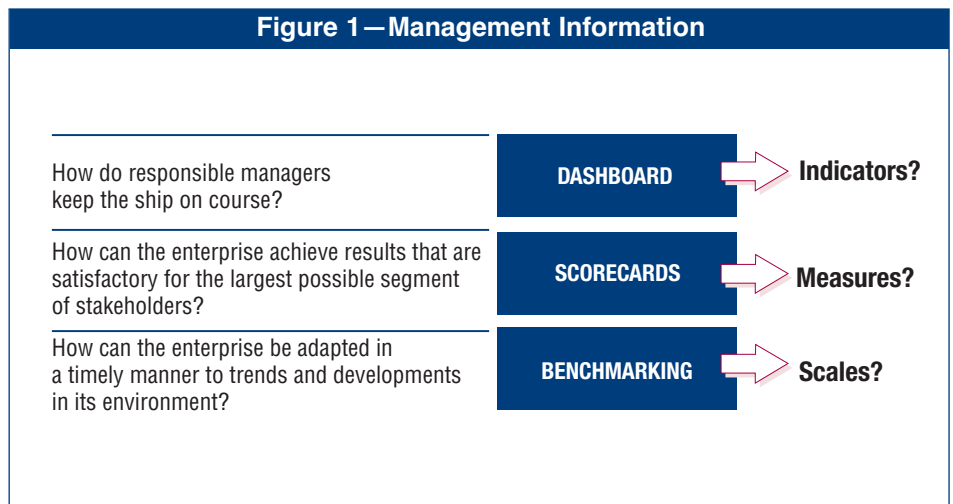 Figure 1—Management Information
How do responsible managers
keep the ship on course?
DASHBOARD
Indicators?
How can the enterprise achieve results that are
satisfactory for the largest possible segment
of stakeholders?
SCORECARDS
Measures?
How can the enterprise be adapted in
a timely manner to trends and developments
in its environment?
BENCHMARKING
Scales?